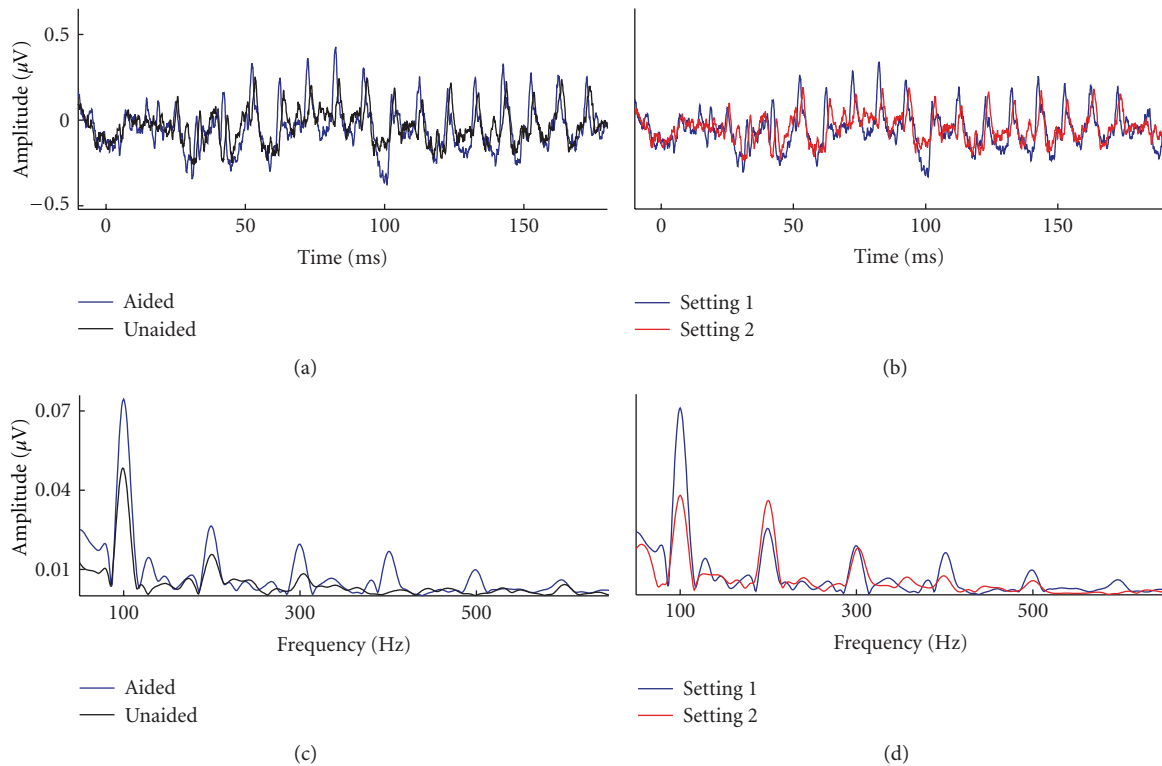 0.5
0
−0.5
Amplitude (μV)
0 50 100 150
Time (ms)
Aided
Unaided
(a)
0 50 100 150
Time (ms)
Setting 1
Setting 2
(b)
0.07
0.04
0.01
Amplitude (μV)
100 300 500
Frequency (Hz)
Aided
Unaided
(c)
100 300 500
Frequency (Hz)
Setting 1
Setting 2
(d)